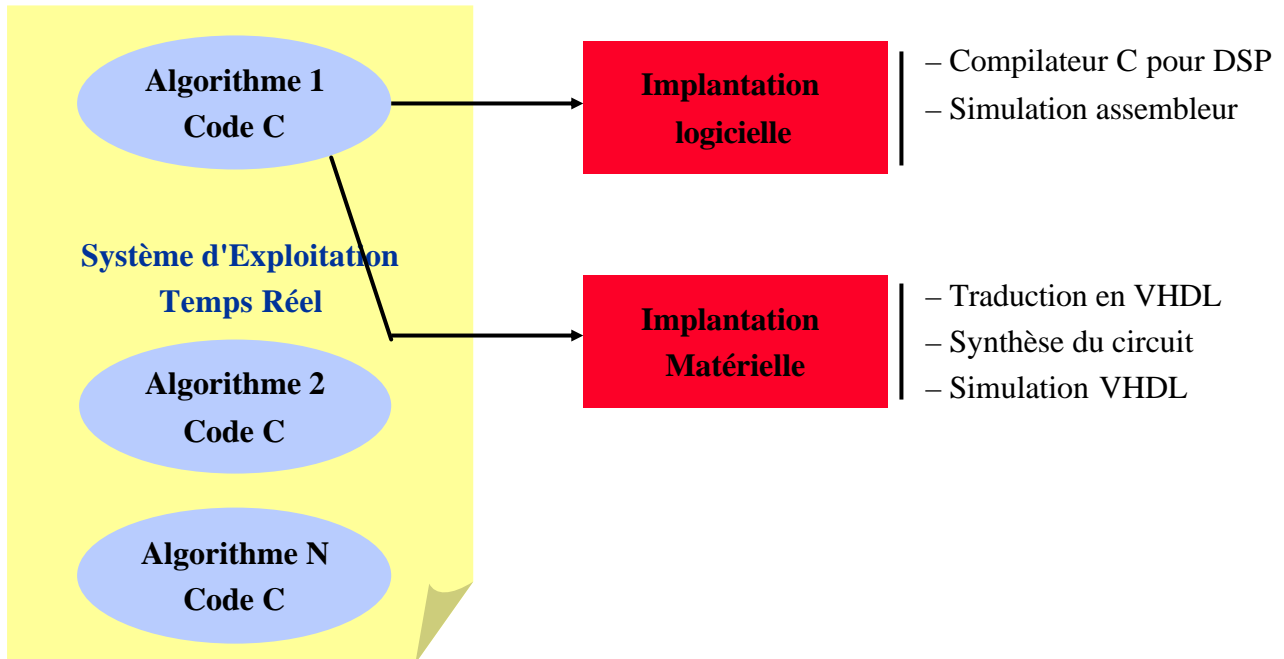 Algorithme 1
Code C
Système d'Exploitation
Temps Réel
Algorithme 2
Code C
Algorithme N
Code C
Implantation
logicielle
– Compilateur C pour DSP
– Simulation assembleur
Implantation
Matérielle
– Traduction en VHDL
– Synthèse du circuit
– Simulation VHDL